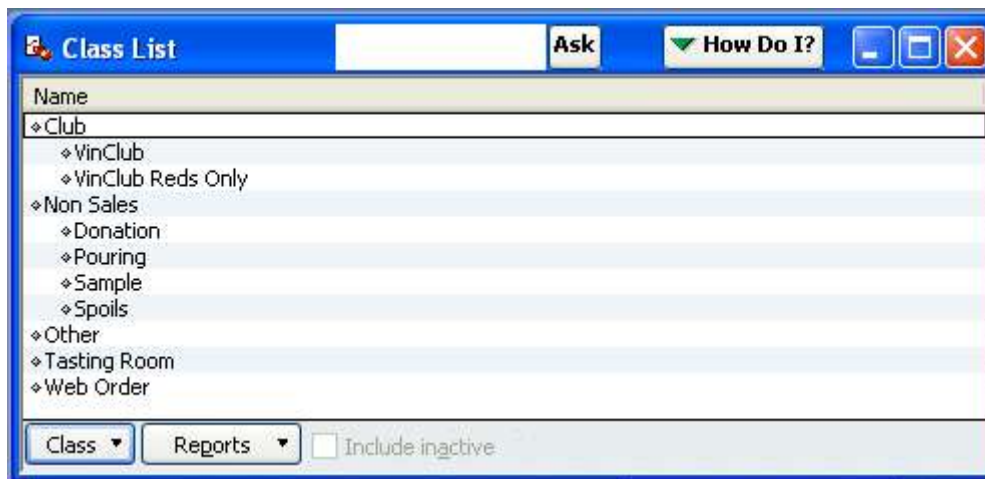 Class List Ask How Do I?
Name
Club
VinClub
VinClub Reds Only
Non Sales
Donation
Pouring
Sample
Spoils
Other
Tasting Room
Web Order
Class Reports Include inactive